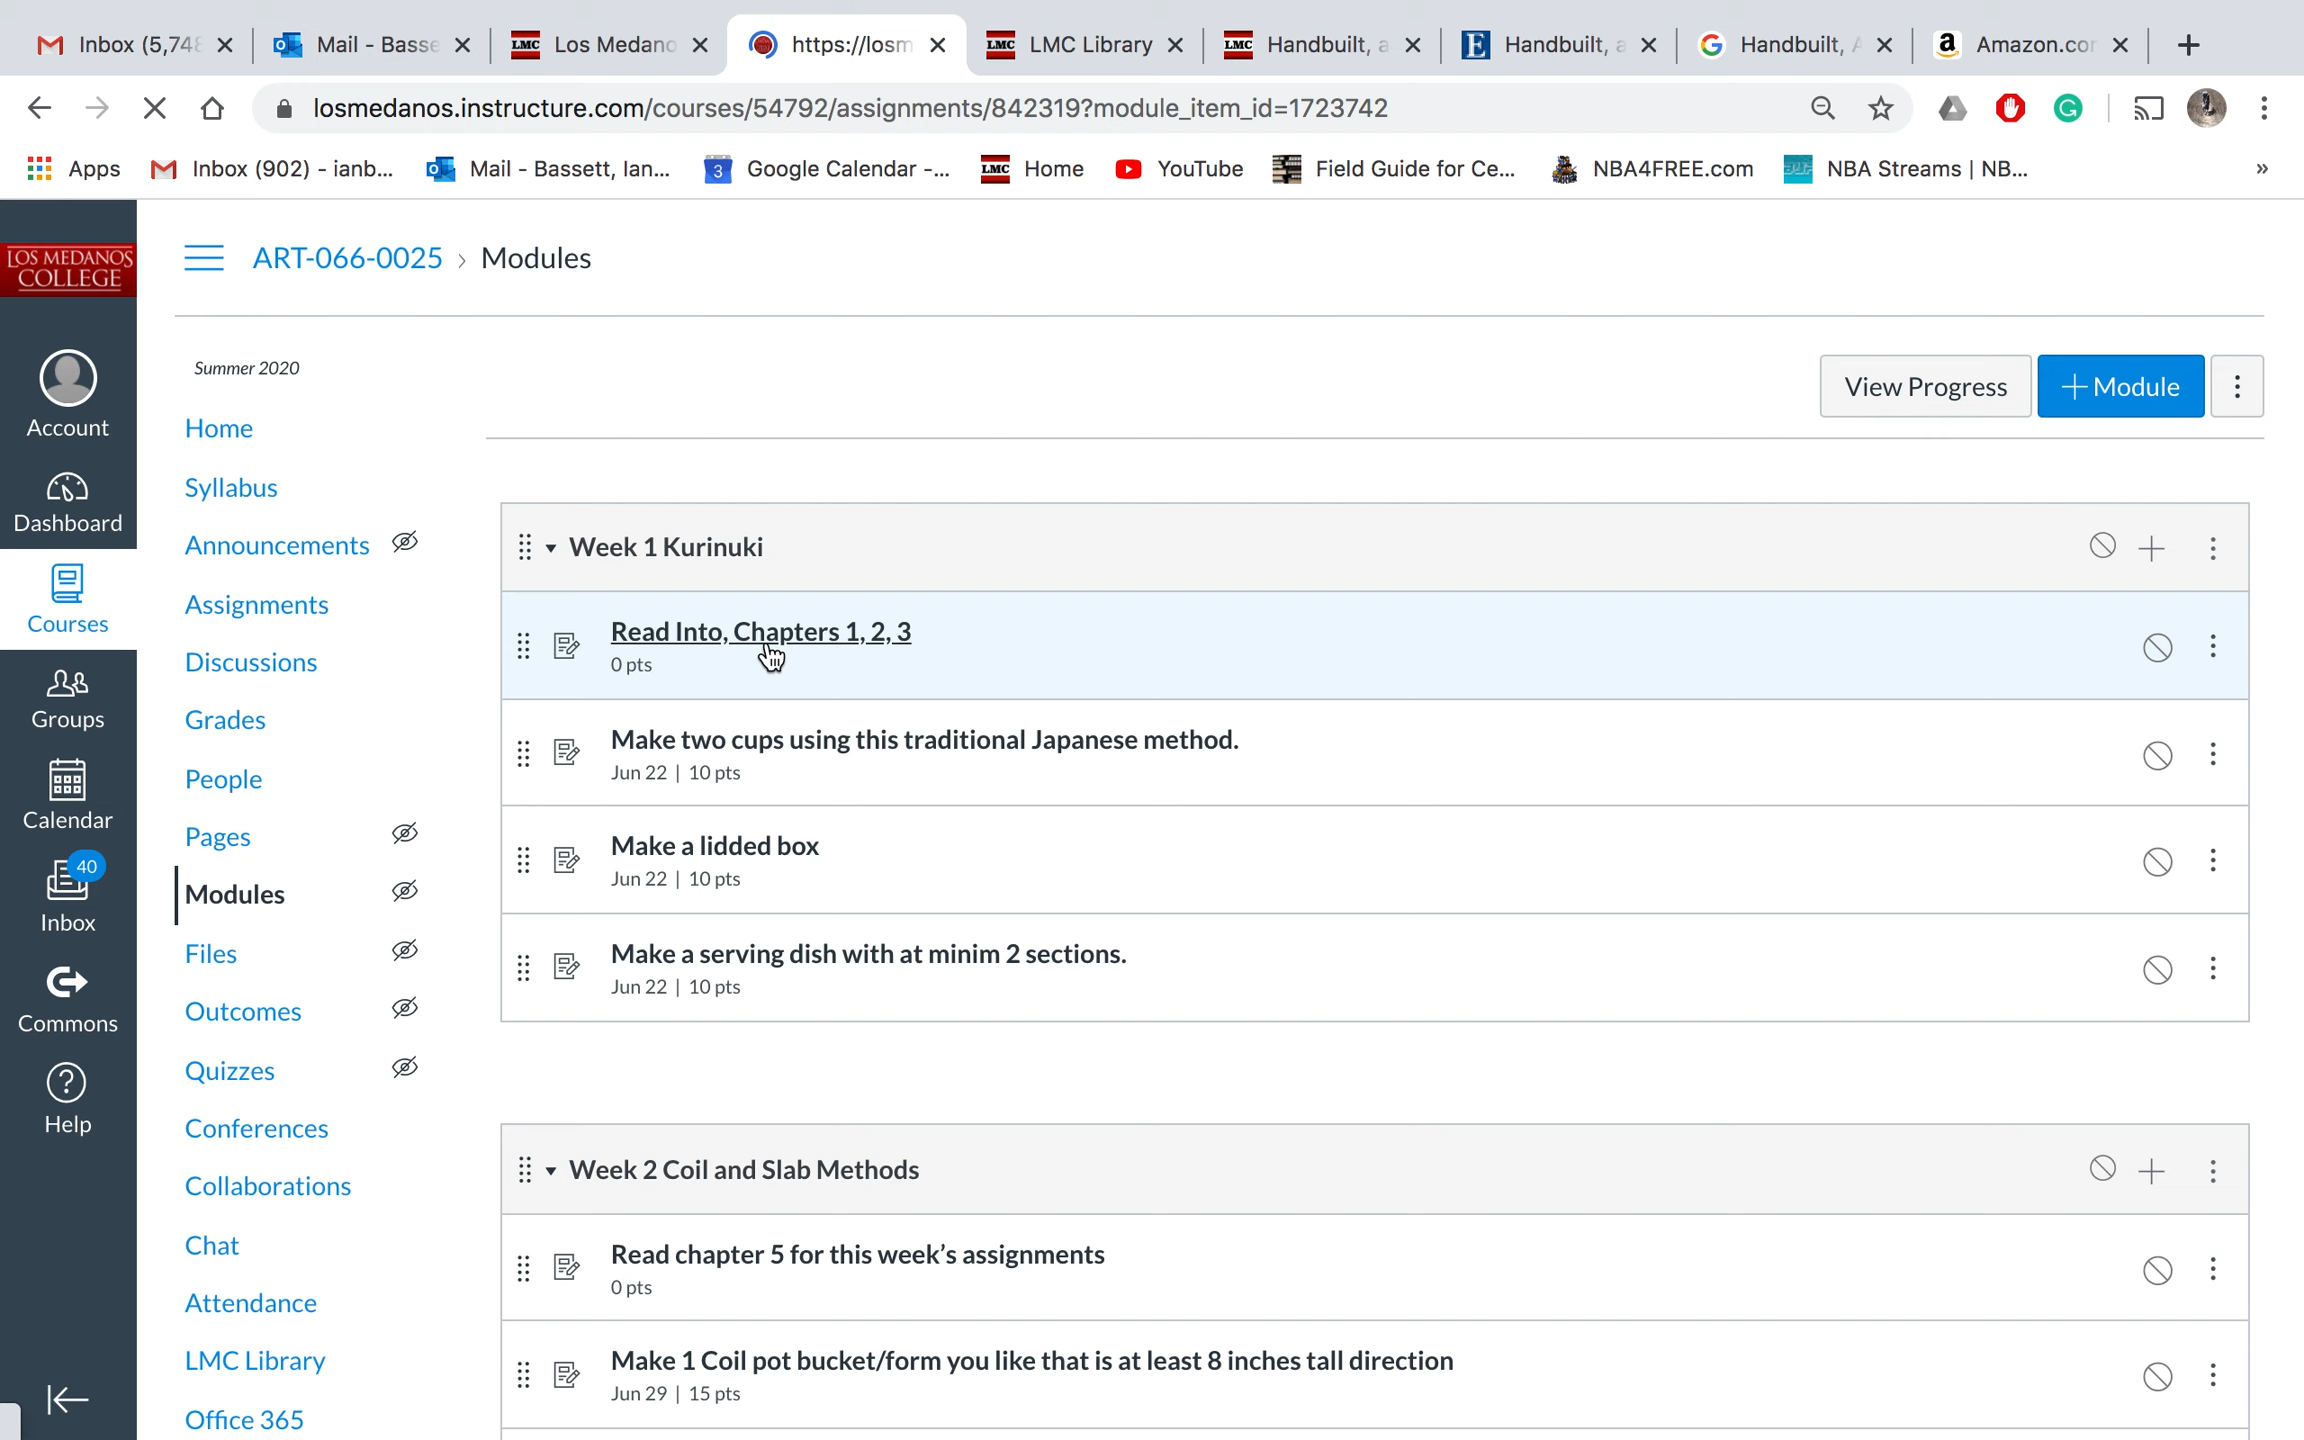 Inbox (5,748
Mail - Basse
LMC
Los Medano
https://losm
LMC
LMC Library
LMC
Handbuilt, a
E
Handbuilt, a
Handbuilt, A
Amazon.cor
losmedanos.instructure.com/courses/54792/assignments/842319?module_item_id=1723742
Apps
Inbox (902) - ianb...
Mail - Bassett, Ian...
3
Google Calendar -...
LMC
Home
YouTube
Field Guide for Ce...
NBA4FREE.com
NBA Streams | NB...
»
LOS MEDANOS
COLLEGE
Account
Dashboard
Courses
Groups
Calendar
40
Inbox
Commons
Help
ART-066-0025 › Modules
Summer 2020
Home
Syllabus
Announcements
Assignments
Discussions
Grades
People
Pages
Modules
Files
Outcomes
Quizzes
Conferences
Collaborations
Chat
Attendance
LMC Library
Office 365
View Progress
+ Module
Week 1 Kurinuki
Read Into, Chapters 1, 2, 3
0 pts
Make two cups using this traditional Japanese method.
Jun 22 | 10 pts
Make a lidded box
Jun 22 | 10 pts
Make a serving dish with at minim 2 sections.
Jun 22 | 10 pts
Week 2 Coil and Slab Methods
Read chapter 5 for this week’s assignments
0 pts
Make 1 Coil pot bucket/form you like that is at least 8 inches tall direction
Jun 29 | 15 pts